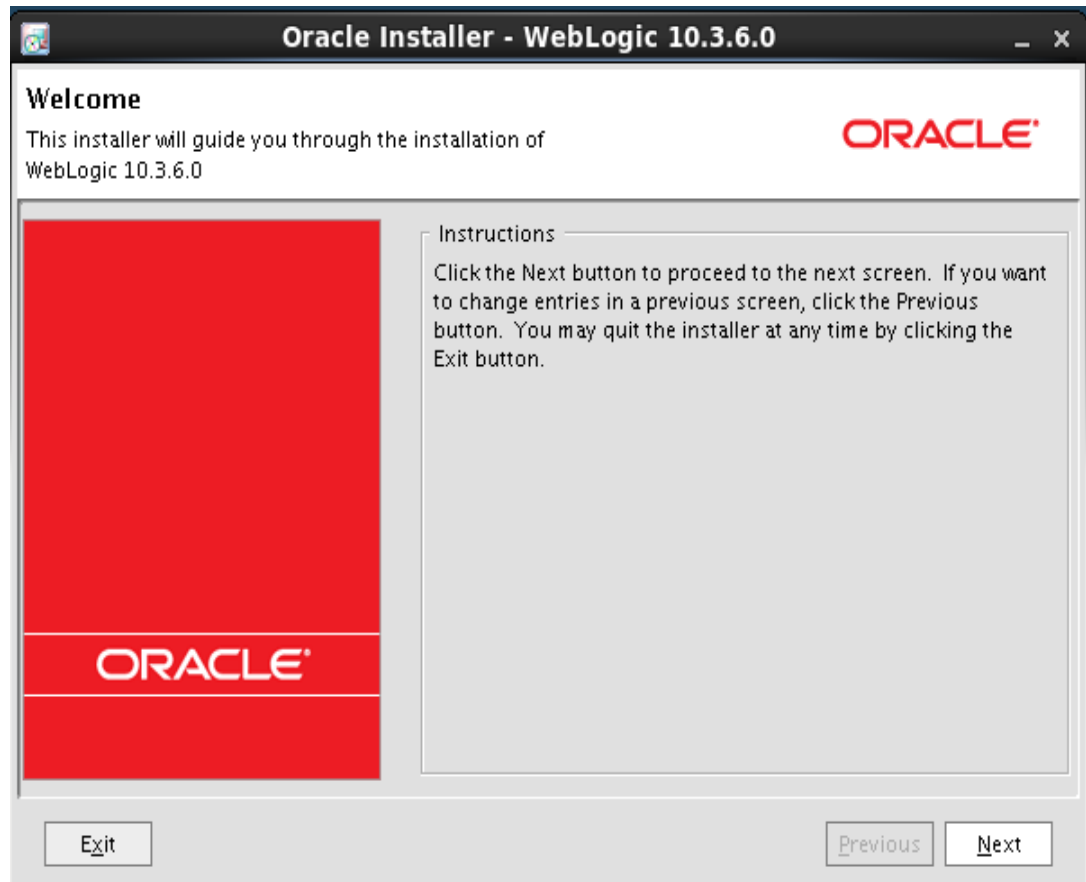 Oracle Installer - WebLogic 10.3.6.0
Welcome
This installer will guide you through the installation of
WebLogic 10.3.6.0
ORACLE
Instructions
Click the Next button to proceed to the next screen. If you want
to change entries in a previous screen, click the Previous
button. You may quit the installer at any time by clicking the
Exit button.
ORACLE
Exit
Previous
Next